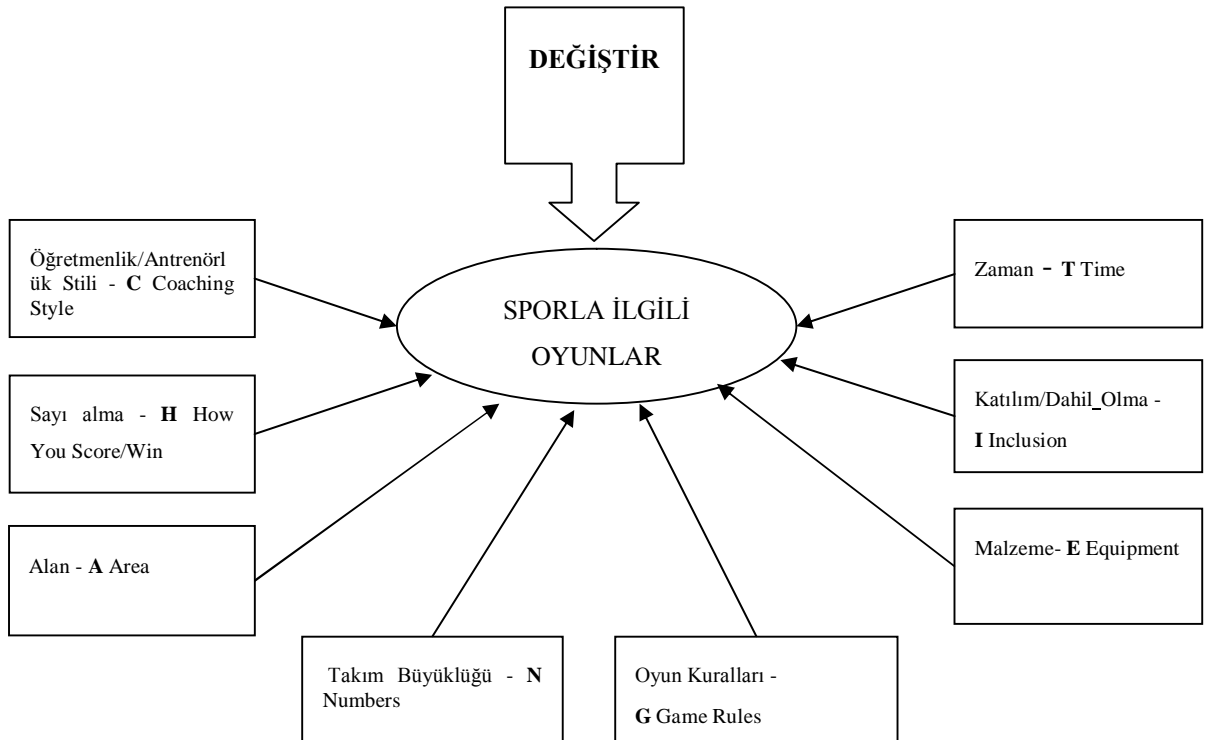 DEĞİŞTİR
Öğretmenlik/Antrenörl
ük Stili - C Coaching
Style
SPORLA İLGİLİ
OYUNLAR
Zaman - T Time
Sayı alma - H How
You Score/Win
Katılım/Dahil_Olma -
I Inclusion
Alan - A Area
Malzeme- E Equipment
Takım Büyüklüğü - N
Numbers
Oyun Kuralları -
G Game Rules